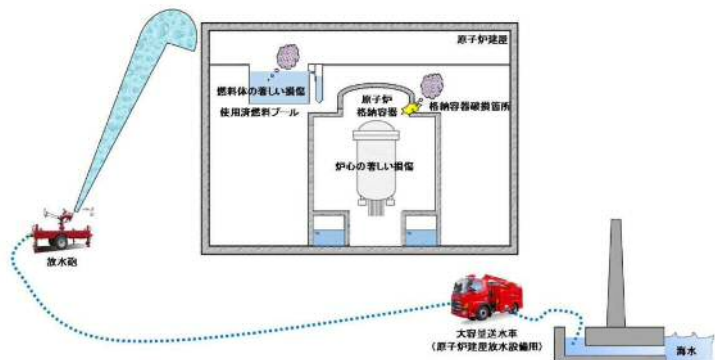 原子炉建屋
燃料体の著しい損傷
使用済燃料プール
原子炉
格納容器
格納容器破損箇所
炉心の著しい損傷
放水砲
大容量送水車
（原子炉建屋放水設備用）
海水